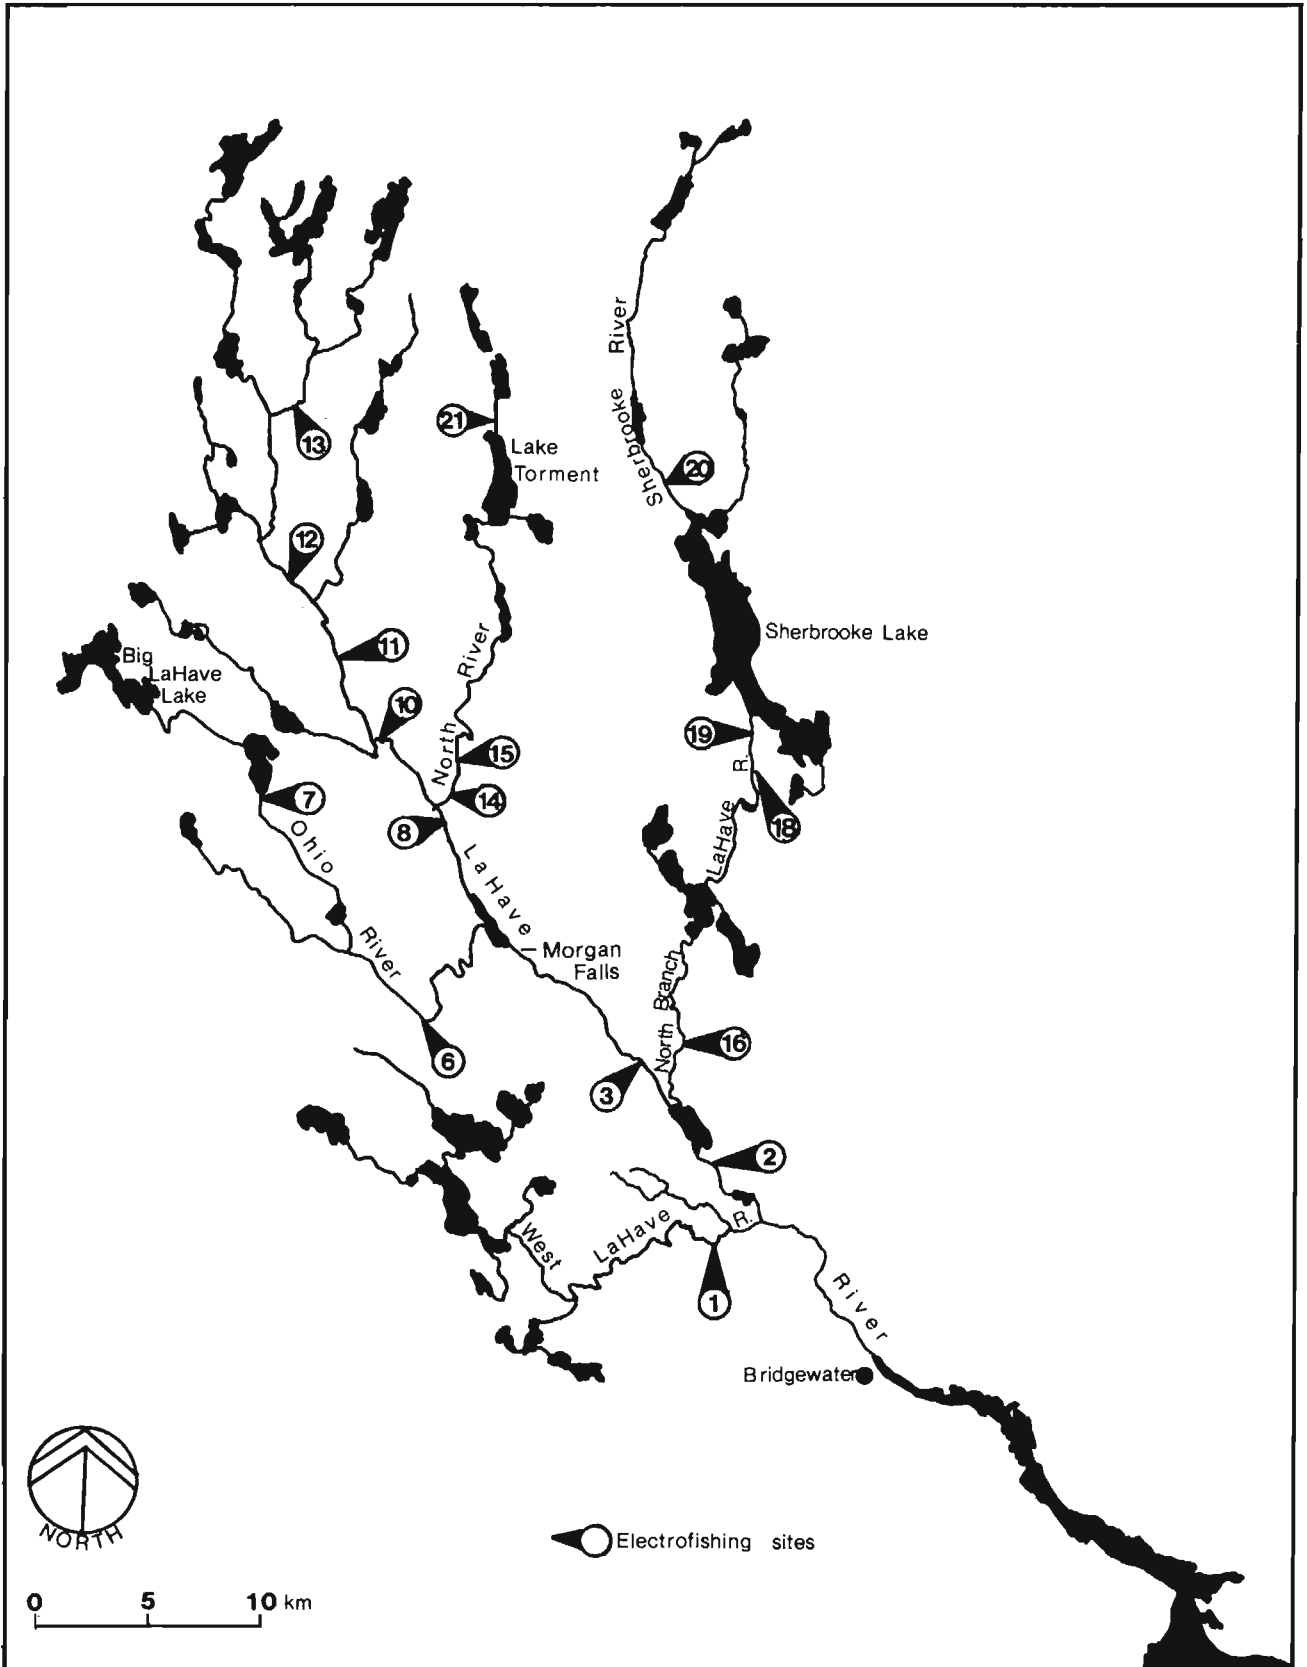 River
Sherbrooke
21
Lake
Torment
13
20
12
Sherbrooke Lake
River
11
Big
LaHave
Lake
10
North
19
15
R.
7
14
18
8
LaHave
Ohio
LaHave
River
Morgan
Falls
North Branch
16
6
3
2
West
LaHave
R.
1
River
Bridgewater
NORTH
Electrofishing sites
0 5 10 km